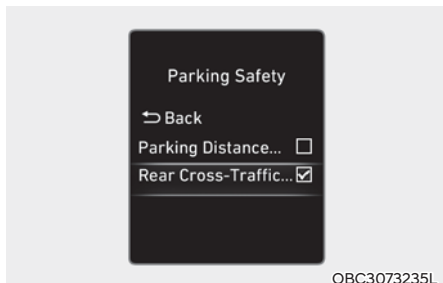 Parking Safety
⮌ Back
Parking Distance... ☐
Rear Cross-Traffic... ☑
OBC3073235L